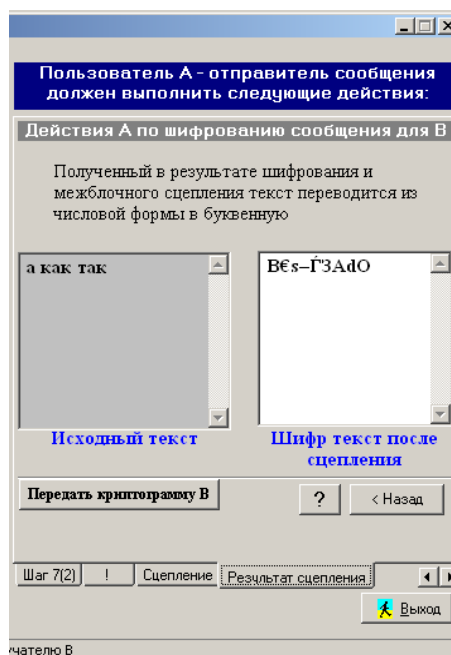 Пользователь А - отправитель сообщения
должен выполнить следующие действия:
Действия А по шифрованию сообщения для В
Полученный в результате шифрования и
межблочного сцепления текст переводится из
числовой формы в буквенную
а как так
В€s–Ѓ'3АdО
Исходный текст
Шифр текст после
сцепления
Передать криптограмму В
?
< Назад
Шаг 7(2)
!
Сцепление
Результат сцепления
Выход
учателю В